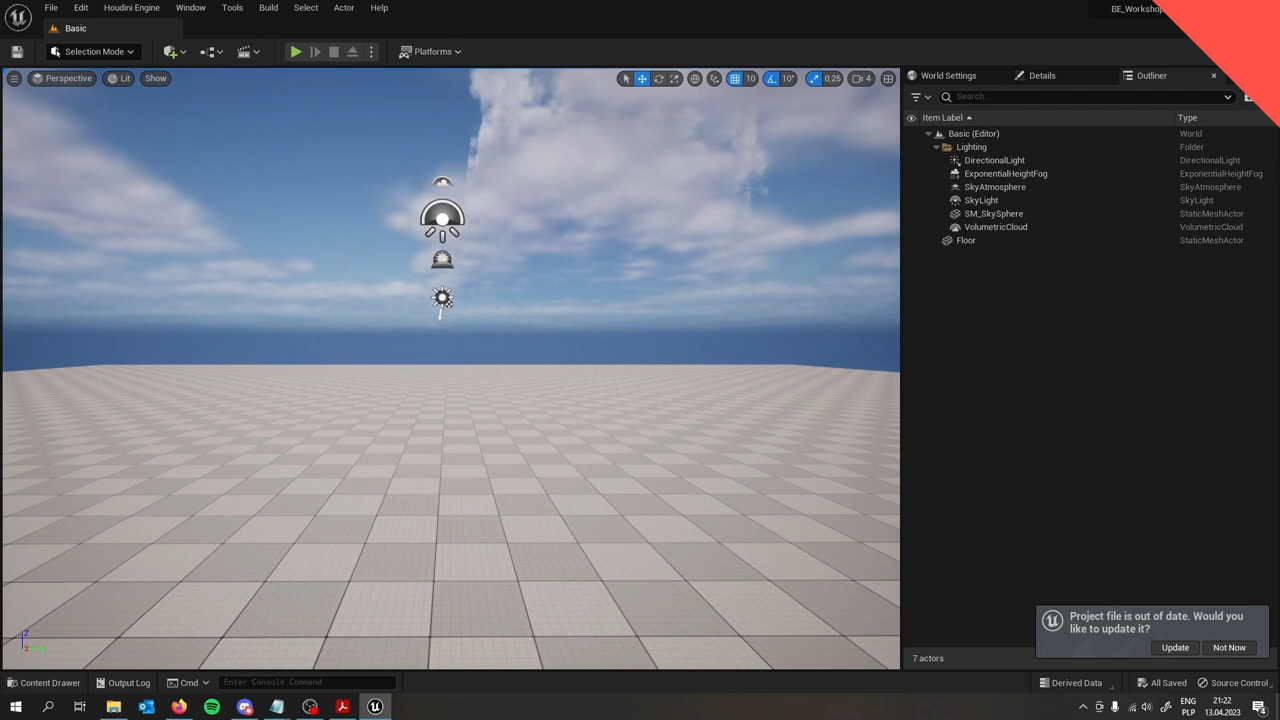 File Edit Window Tools Build Select Actor Help Houdini Engine
BE_Workshop
Basic
Selection Mode
Platforms
Perspective Lit Show
10 10° 0,25 4
World Settings Details Outliner
Search...
Item Label Type
Basic (Editor) World
Lighting Folder
DirectionalLight DirectionalLight
ExponentialHeightFog ExponentialHeightFog
SkyAtmosphere SkyAtmosphere
SkyLight SkyLight
SM_SkySphere StaticMeshActor
VolumetricCloud VolumetricCloud
Floor StaticMeshActor
Z
Project file is out of date. Would you
like to update it?
Update Not Now
7 actors
Content Drawer Output Log Cmd Enter Console Command Derived Data All Saved Source Control
ENG 21:22
PLP 13.04.2023 4